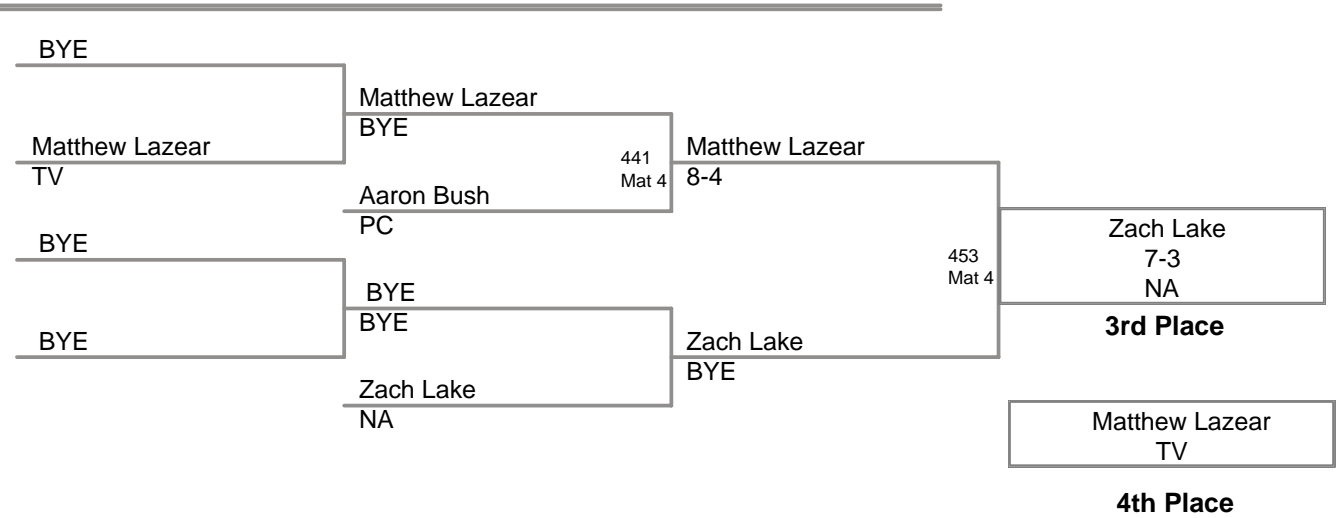 BYE
Matthew Lazear
TV
BYE
BYE
Matthew Lazear
BYE
Aaron Bush
PC
BYE
BYE
Zach Lake
NA
441
Mat 4
Matthew Lazear
8-4
Zach Lake
BYE
453
Mat 4
Zach Lake
7-3
NA
3rd Place
Matthew Lazear
TV
4th Place